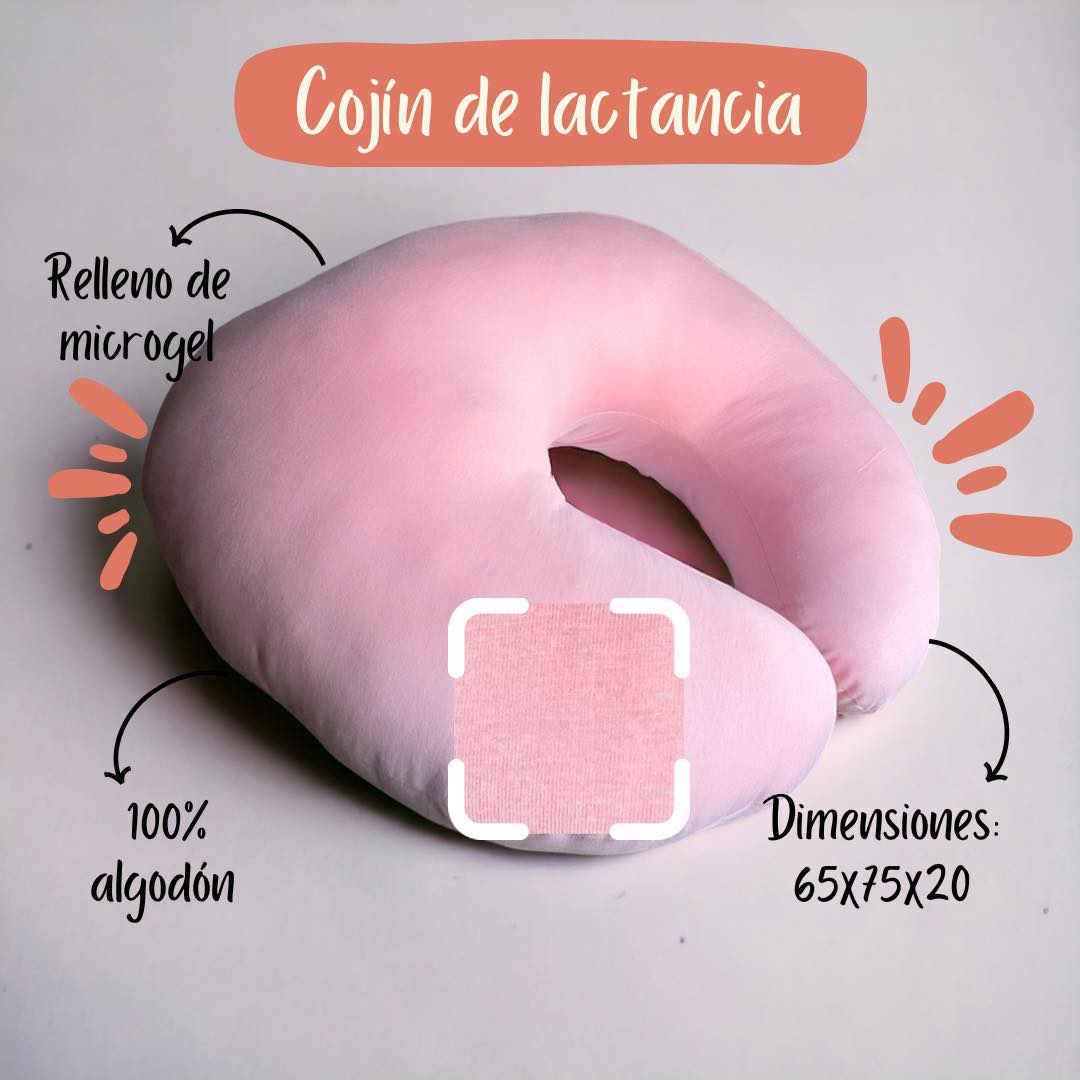 Cojín de lactancia
Relleno de
microgel
100%
algodón
Dimensiones:
65x75x20